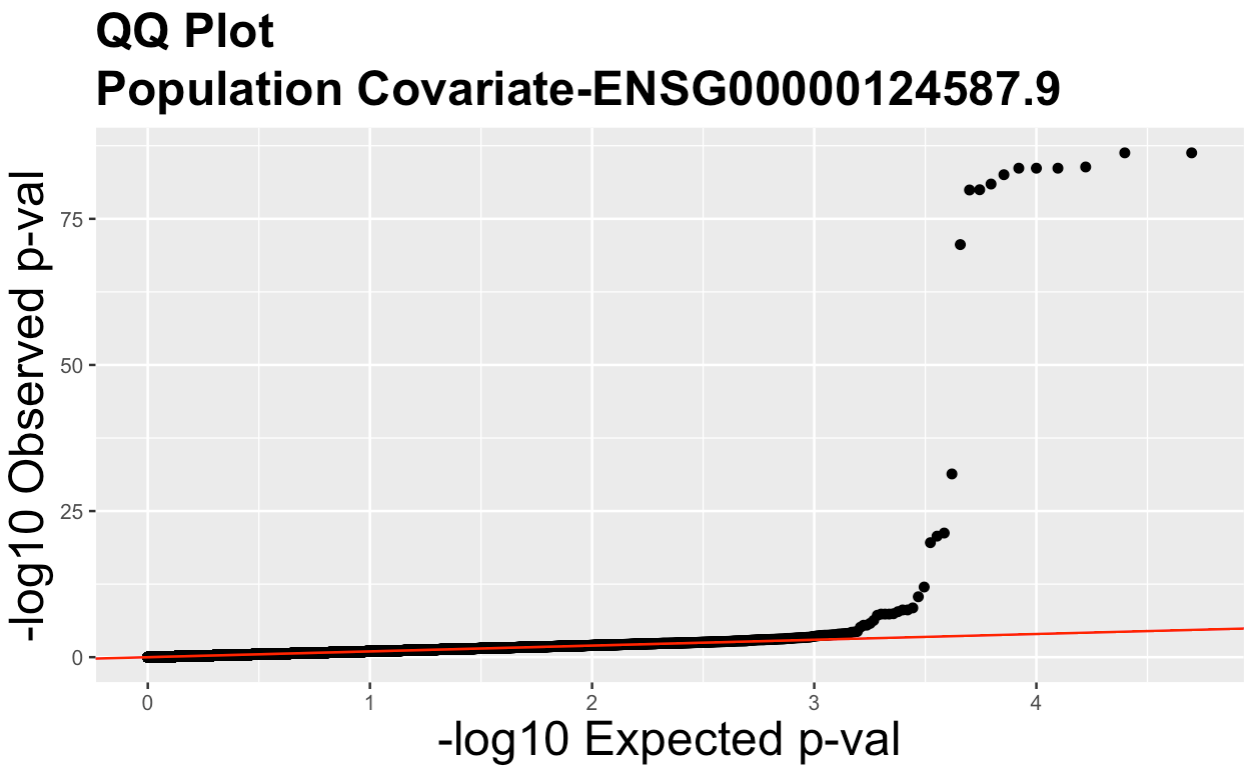 QQ Plot
Population Covariate-ENSG00000124587.9
-log10 Observed p-val
75
50
25
0
0 1 2 3 4
-log10 Expected p-val